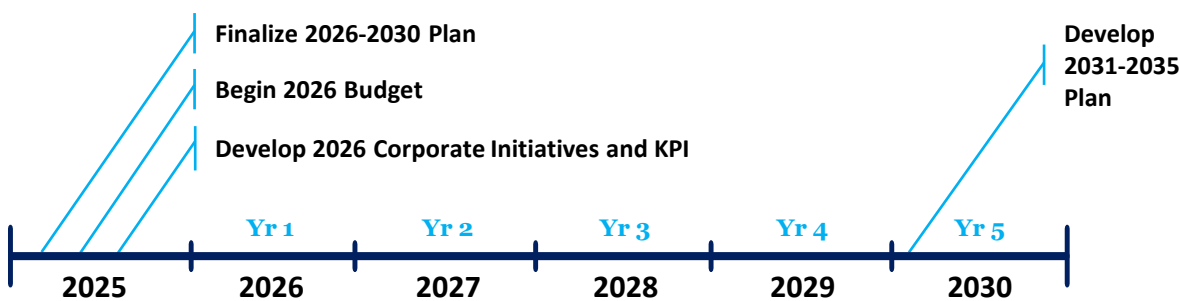 Finalize 2026-2030 Plan
Begin 2026 Budget
Develop 2026 Corporate Initiatives and KPI
Develop
2031-2035
Plan
Yr 1 Yr 2 Yr 3 Yr 4 Yr 5
2025 2026 2027 2028 2029 2030